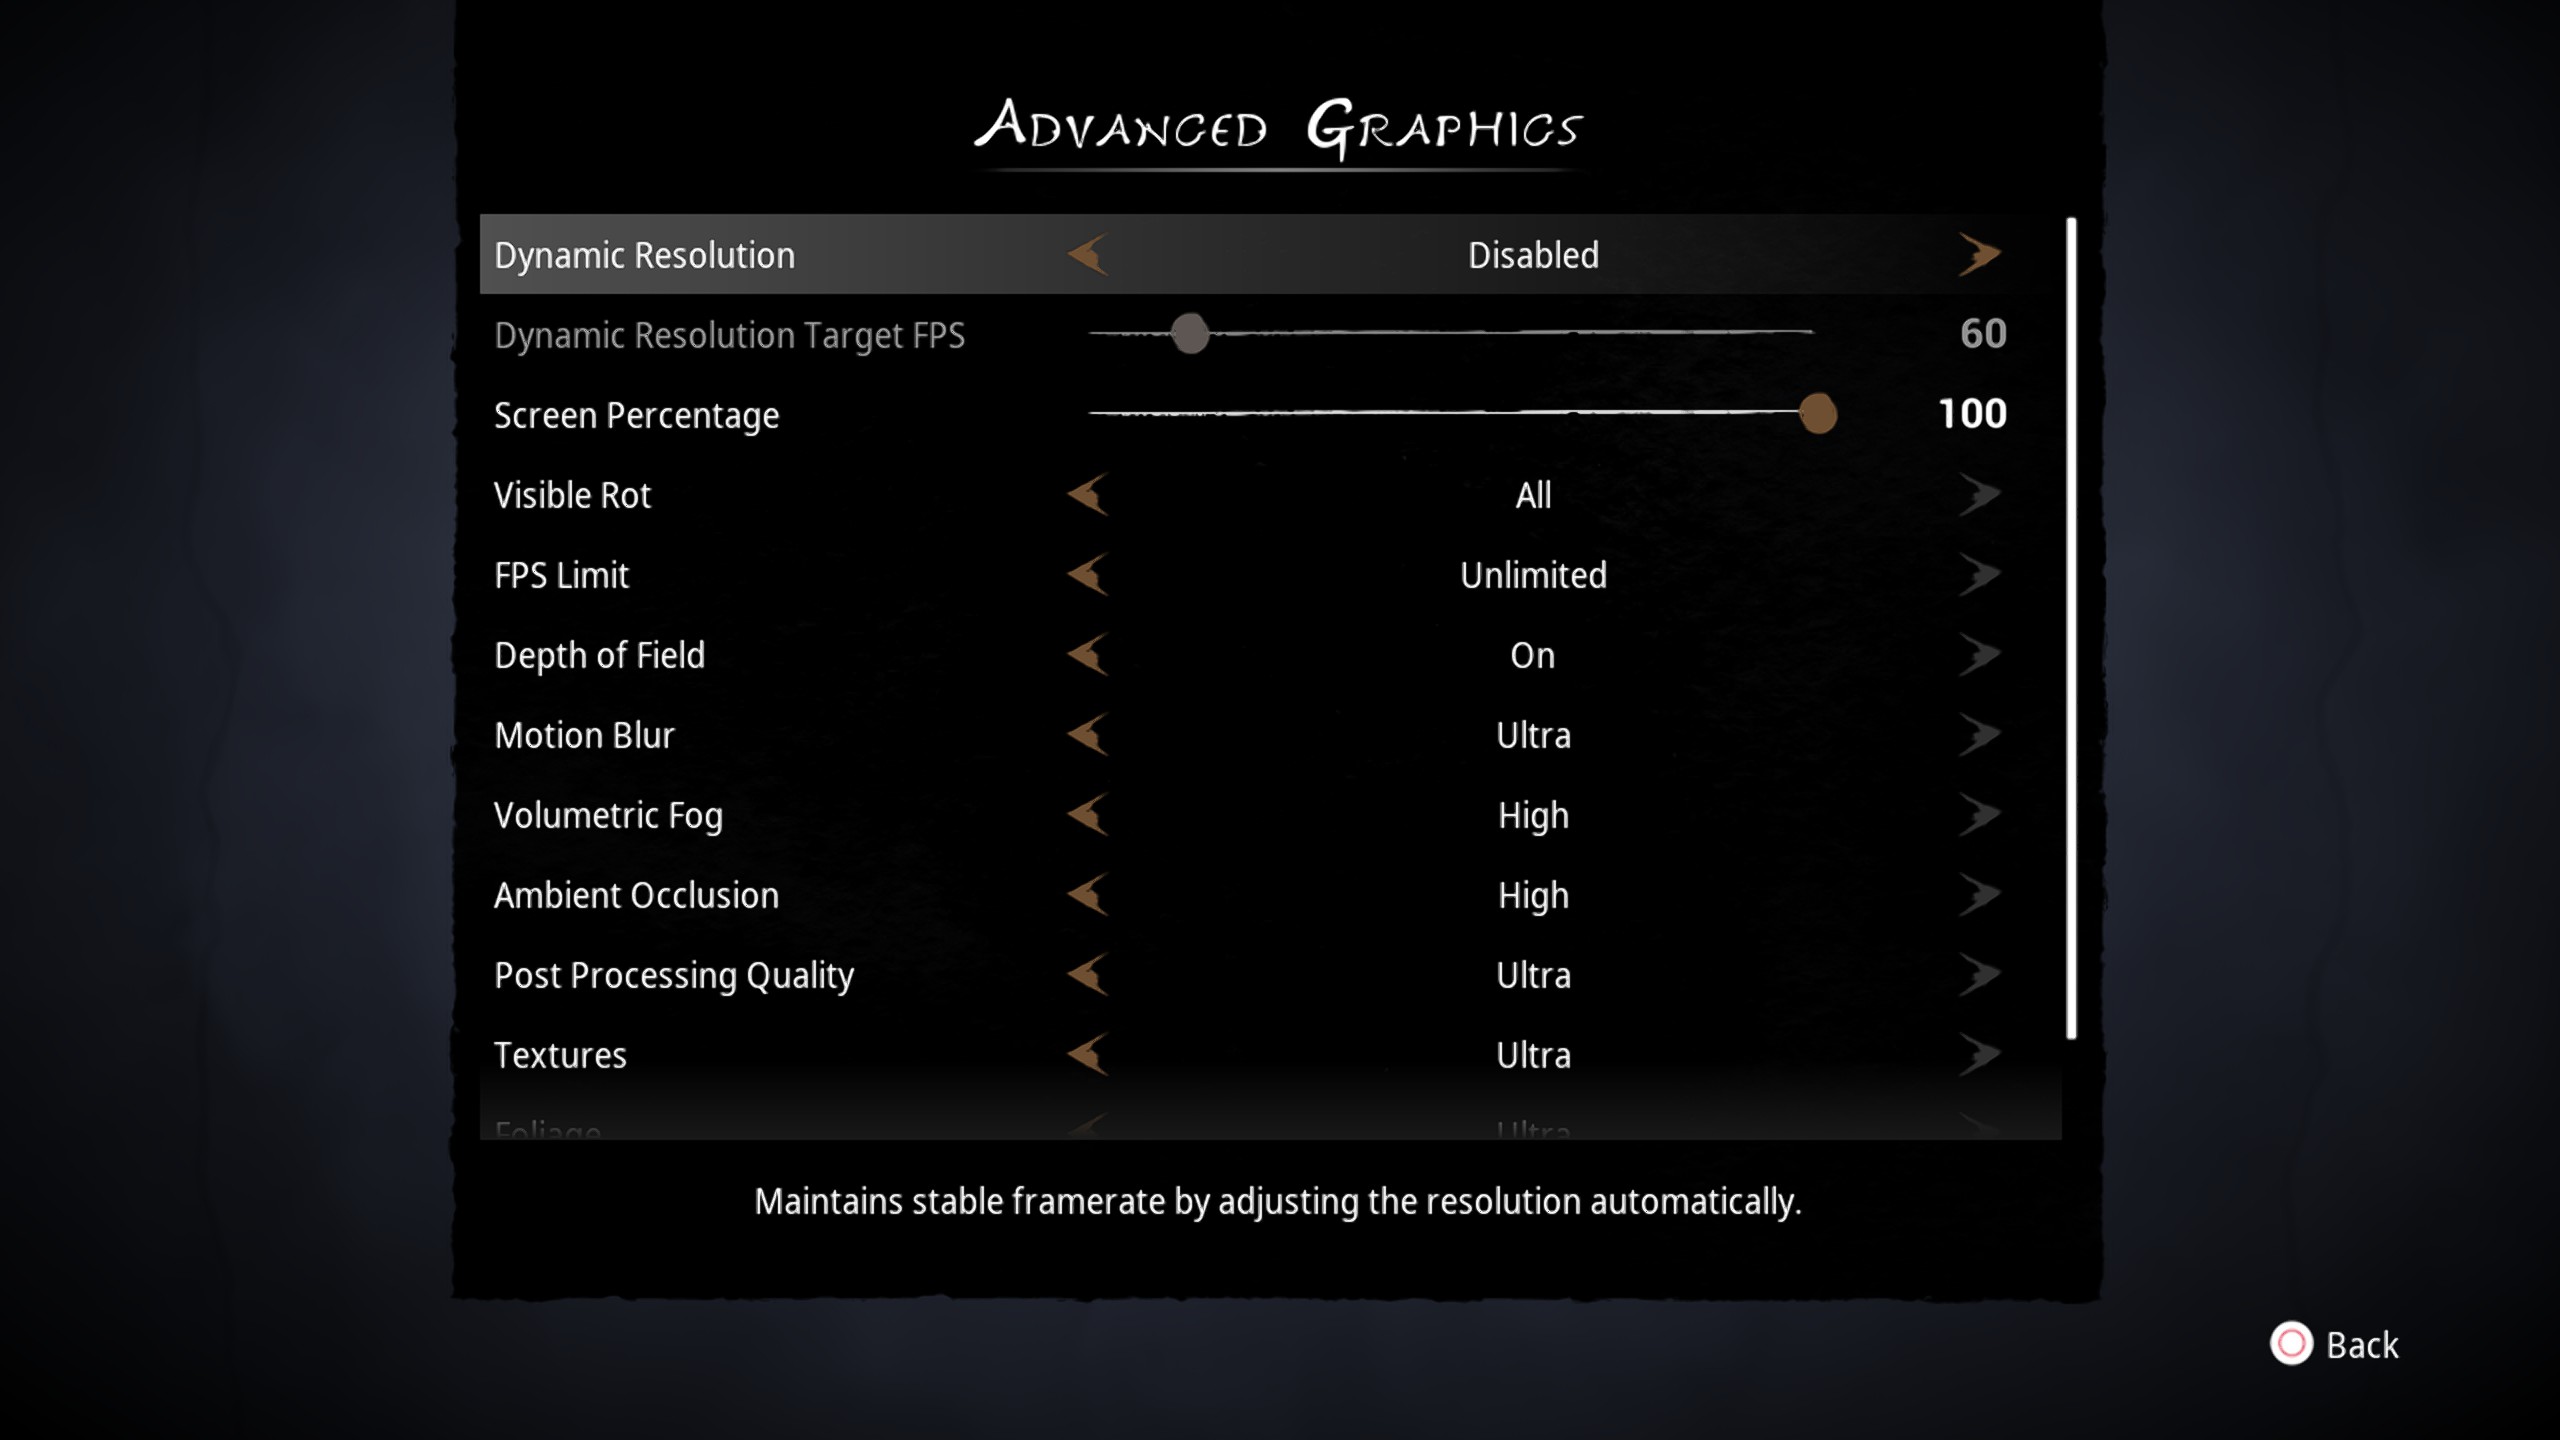 Advanced Graphics
Dynamic Resolution Disabled
Dynamic Resolution Target FPS 60
Screen Percentage 100
Visible Rot All
FPS Limit Unlimited
Depth of Field On
Motion Blur Ultra
Volumetric Fog High
Ambient Occlusion High
Post Processing Quality Ultra
Textures Ultra
Foliage Ultra
Maintains stable framerate by adjusting the resolution automatically.
Back